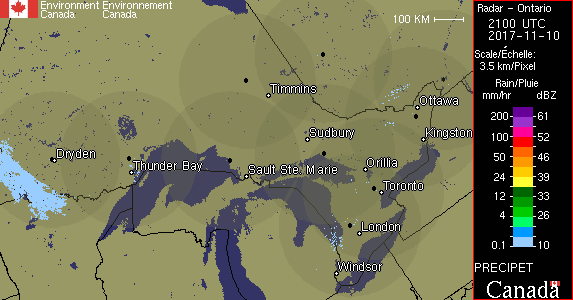 Environment Environnement
Canada Canada
100 KM
Timmins
Ottawa
Sudbury
Kingston
Dryden
Thunder Bay
Sault Ste. Marie
Orillia
Toronto
London
Windsor
Radar - Ontario
2100 UTC
2017-11-10
Scale/Échelle:
3.5 km/Pixel
Rain/Pluie
mm/hr dBZ
200 61
100 52
50 46
24 39
12 33
4 26
0.1 10
PRECIPET
Canada